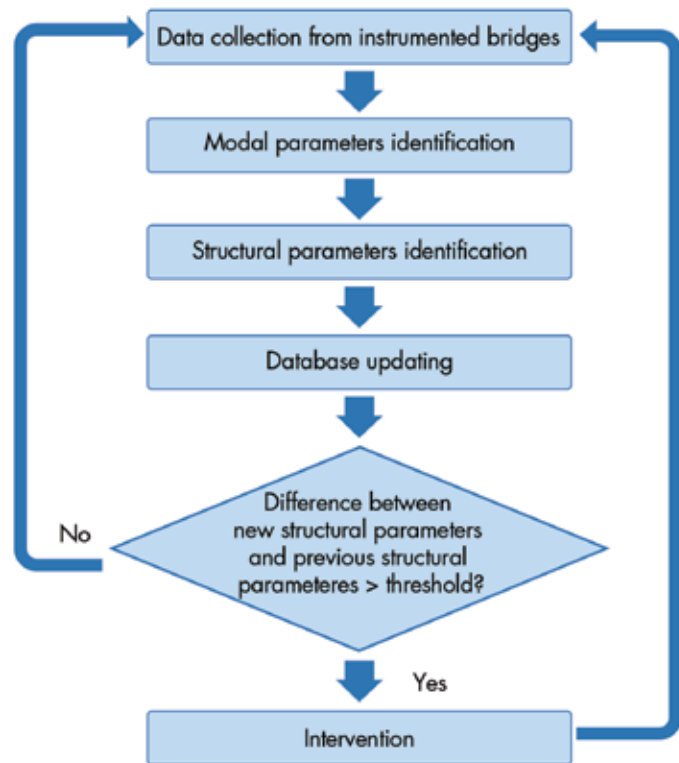 Data collection from instrumented bridges
Modal parameters identification
Structural parameters identification
Database updating
Difference between
new structural parameters
and previous structural
parameteres > threshold?
No
Yes
Intervention